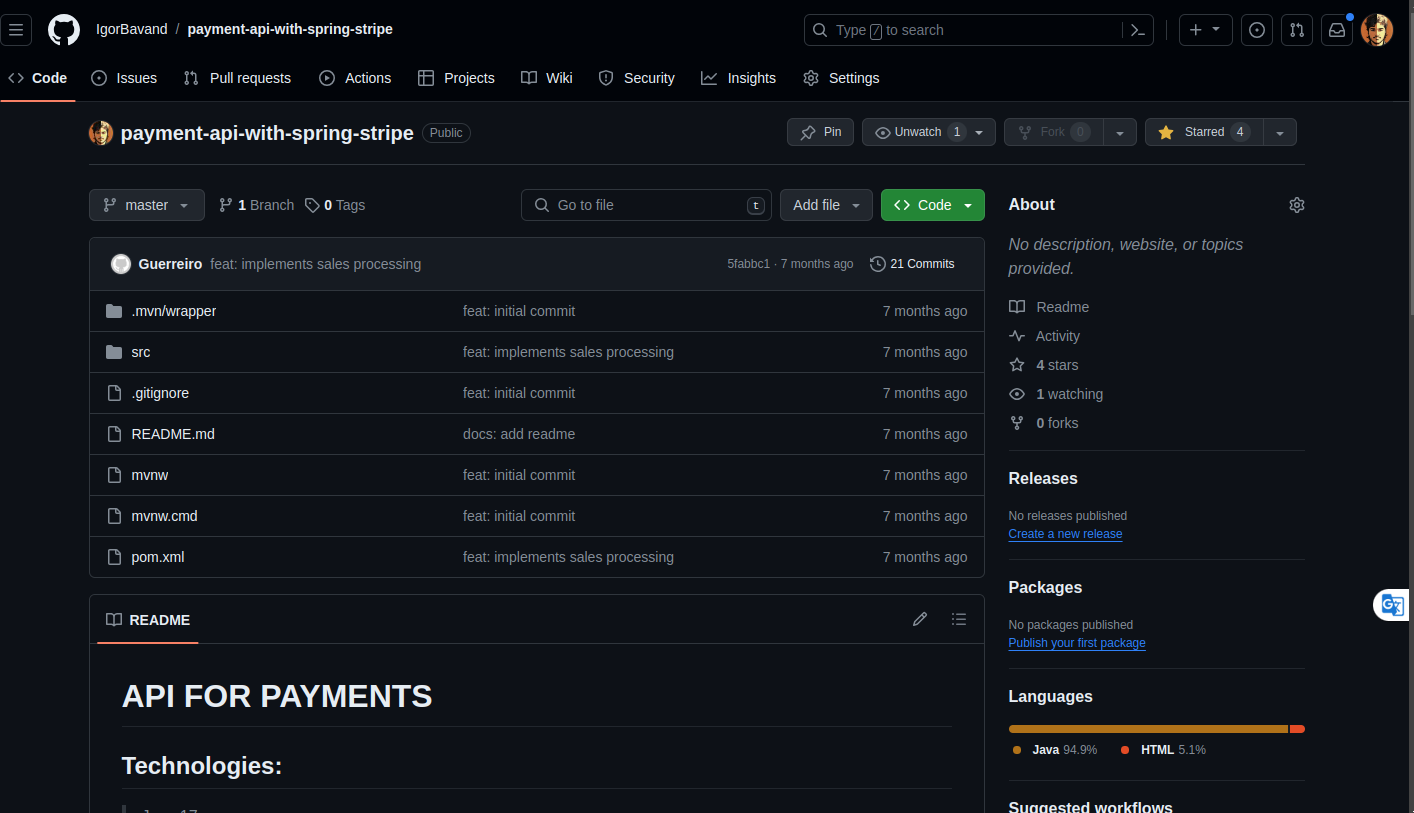 IgorBavand / payment-api-with-spring-stripe
Type / to search
Code Issues Pull requests Actions Projects Wiki Security Insights Settings
payment-api-with-spring-stripe Public
Pin Unwatch 1 Fork 0 Starred 4
master 1 Branch 0 Tags Go to file t Add file Code
Guerreiro feat: implements sales processing 5fabbc1 · 7 months ago 21 Commits
.mvn/wrapper feat: initial commit 7 months ago
src feat: implements sales processing 7 months ago
.gitignore feat: initial commit 7 months ago
README.md docs: add readme 7 months ago
mvnw feat: initial commit 7 months ago
mvnw.cmd feat: initial commit 7 months ago
pom.xml feat: implements sales processing 7 months ago
README
API FOR PAYMENTS
Technologies:
About
No description, website, or topics
provided.
Readme
Activity
4 stars
1 watching
0 forks
Releases
No releases published
Create a new release
Packages
No packages published
Publish your first package
Languages
Java 94.9% HTML 5.1%
Suggested workflows